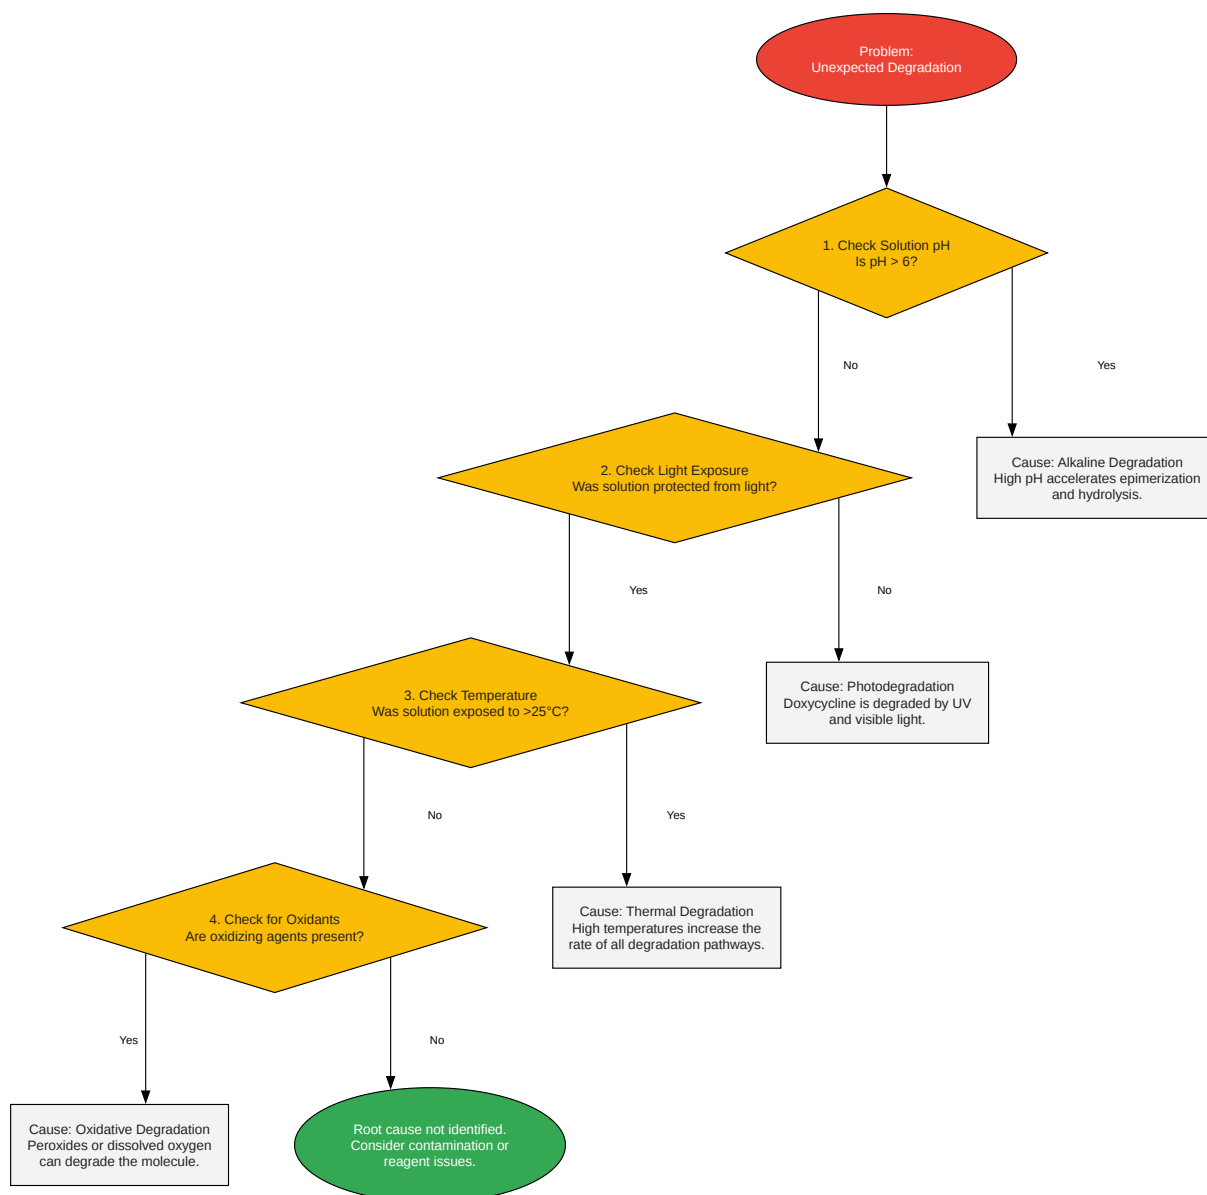 Problem:
Unexpected Degradation
1. Check Solution pH
Is pH > 6?
No
Yes
2. Check Light Exposure
Was solution protected from light?
Cause: Alkaline Degradation
High pH accelerates epimerization
and hydrolysis.
Yes
No
3. Check Temperature
Was solution exposed to >25°C?
Cause: Photodegradation
Doxycycline is degraded by UV
and visible light.
No
Yes
4. Check for Oxidants
Are oxidizing agents present?
Cause: Thermal Degradation
High temperatures increase the
rate of all degradation pathways.
Yes
No
Cause: Oxidative Degradation
Peroxides or dissolved oxygen
can degrade the molecule.
Root cause not identified.
Consider contamination or
reagent issues.